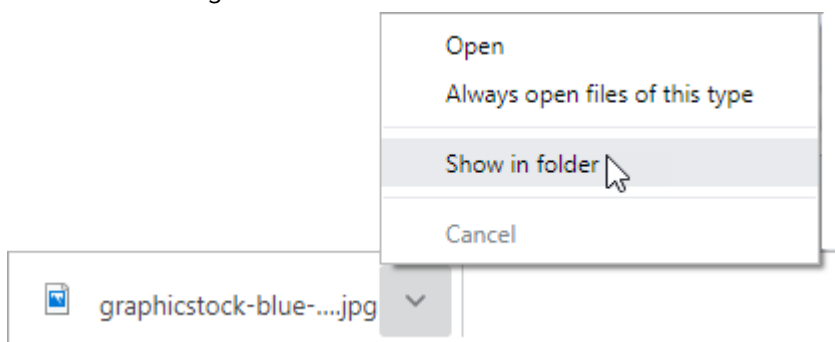 Open
Always open files of this type
Show in folder
Cancel
graphicstock-blue-....jpg